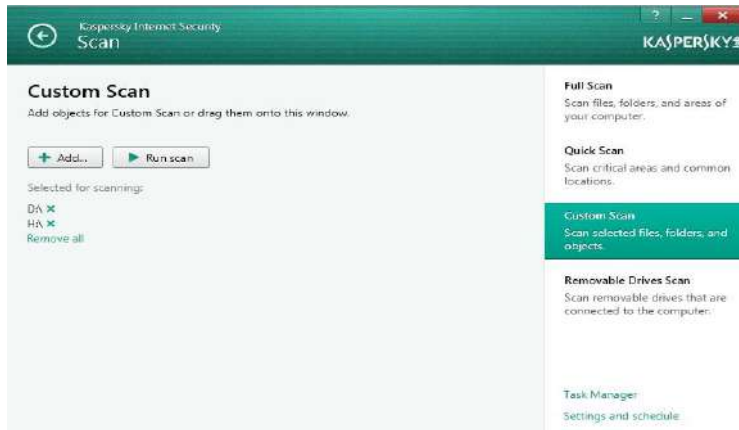 Kaspersky Internet Security
Scan
? – ×
KASPERSKY
Custom Scan
Add objects for Custom Scan or drag them onto this window.
+ Add... ▶ Run scan
Selected for scanning:
D:\ ×
H:\ ×
Remove all
Full Scan
Scan files, folders, and areas of
your computer.
Quick Scan
Scan critical areas and common
locations.
Custom Scan
Scan selected files, folders, and
objects.
Removable Drives Scan
Scan removable drives that are
connected to the computer.
Task Manager
Settings and schedule